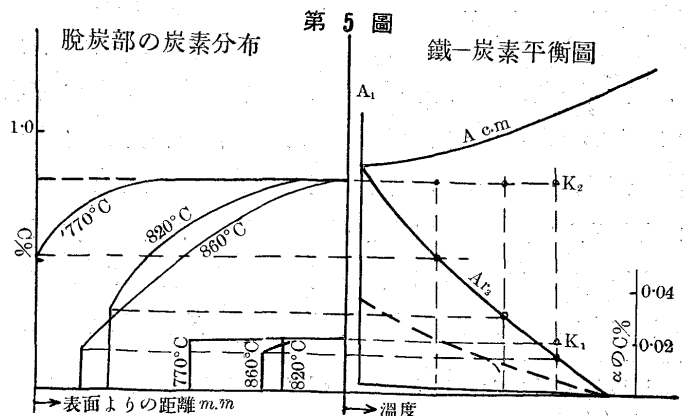 第5圖
脫炭部の炭素分布
鐵—炭素平衡圖
A₁
A c.m
1·0
K₂
770°C
820°C
860°C
%C
Ar₃
0·04
K₁
0·02
αのC%
770°C
860°C
820°C
→表面よりの距離m.m
→溫度